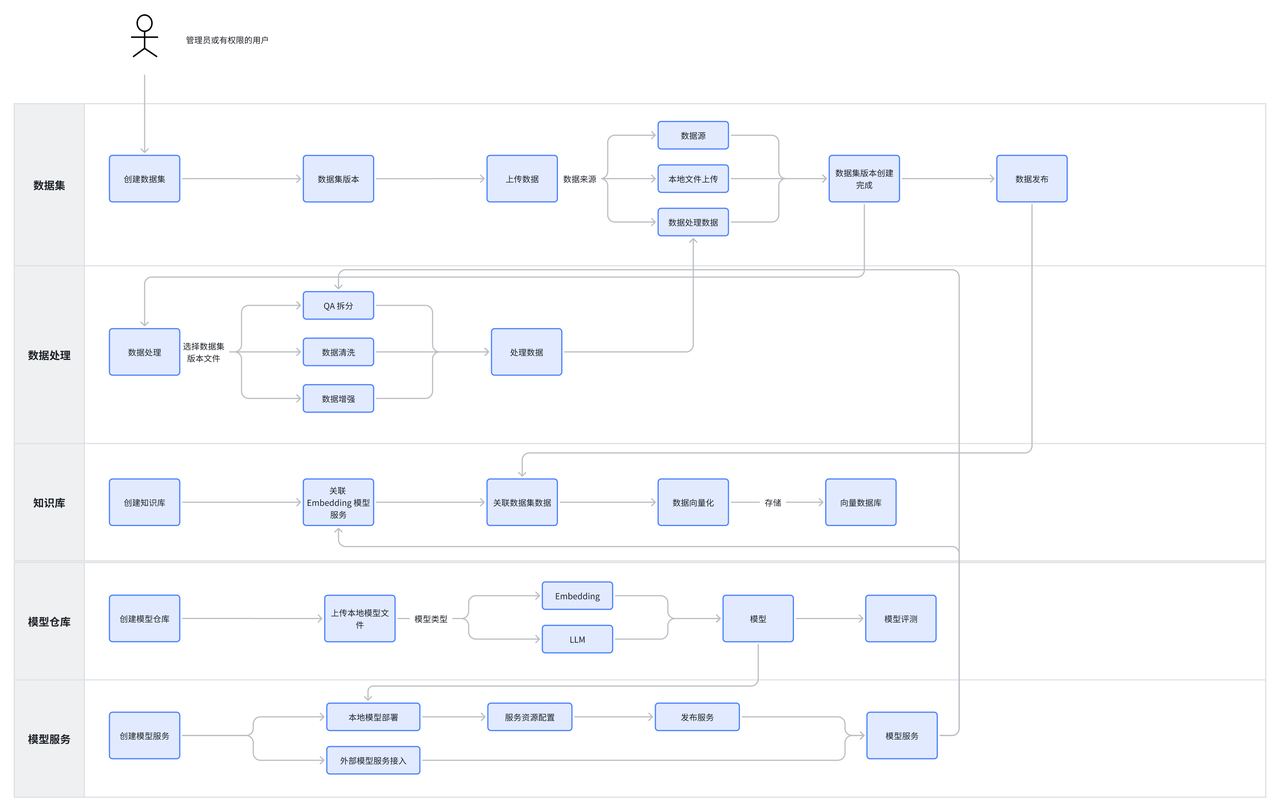 管理员或有权限的用户
数据集
创建数据集
数据集版本
上传数据
数据来源
数据源
本地文件上传
数据处理数据
数据集版本创建
完成
数据发布
数据处理
数据处理
选择数据集
版本文件
QA 拆分
数据清洗
数据增强
处理数据
知识库
创建知识库
关联
Embedding 模型
服务
关联数据集数据
数据向量化
存储
向量数据库
模型仓库
创建模型仓库
上传本地模型文
件
模型类型
Embedding
LLM
模型
模型评测
模型服务
创建模型服务
本地模型部署
服务资源配置
发布服务
外部模型服务接入
模型服务